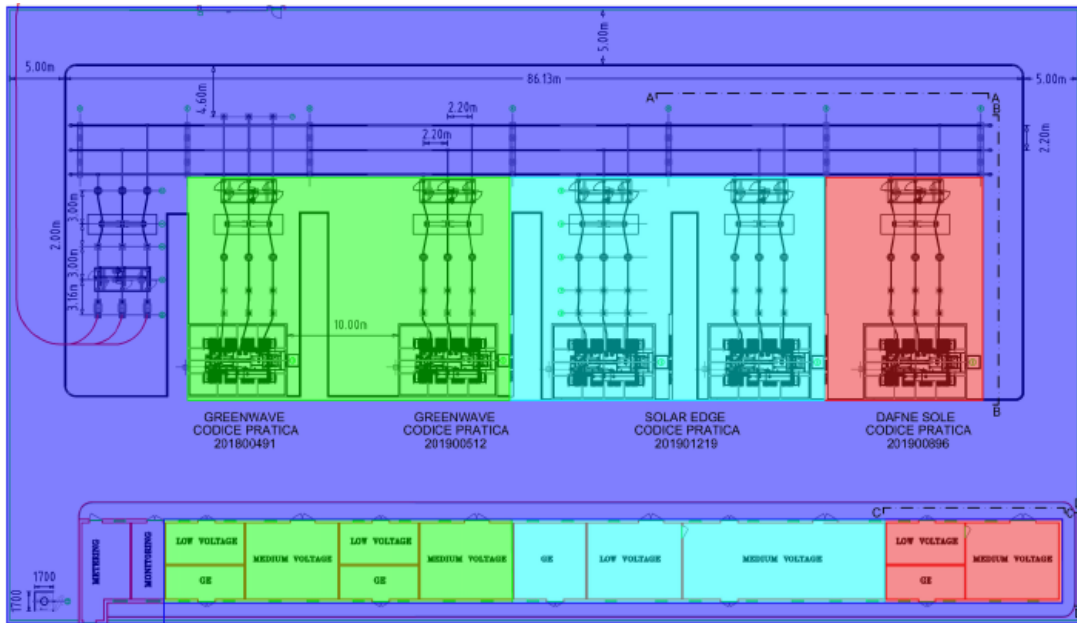 5.00m
5.00m
86.13m
5.00m
4.60m
A
A
B
2.20m
2.20m
2.20m
3.00m
2.00m
3.00m
3.16m
10.00m
B
GREENWAVE
CODICE PRATICA
201800491
GREENWAVE
CODICE PRATICA
201900512
SOLAR EDGE
CODICE PRATICA
201901219
DAFNE SOLE
CODICE PRATICA
201900896
C
C
METERING
MONITORING
LOW VOLTAGE
GE
MEDIUM VOLTAGE
LOW VOLTAGE
GE
MEDIUM VOLTAGE
GE
LOW VOLTAGE
MEDIUM VOLTAGE
LOW VOLTAGE
GE
MEDIUM VOLTAGE
1700
1700